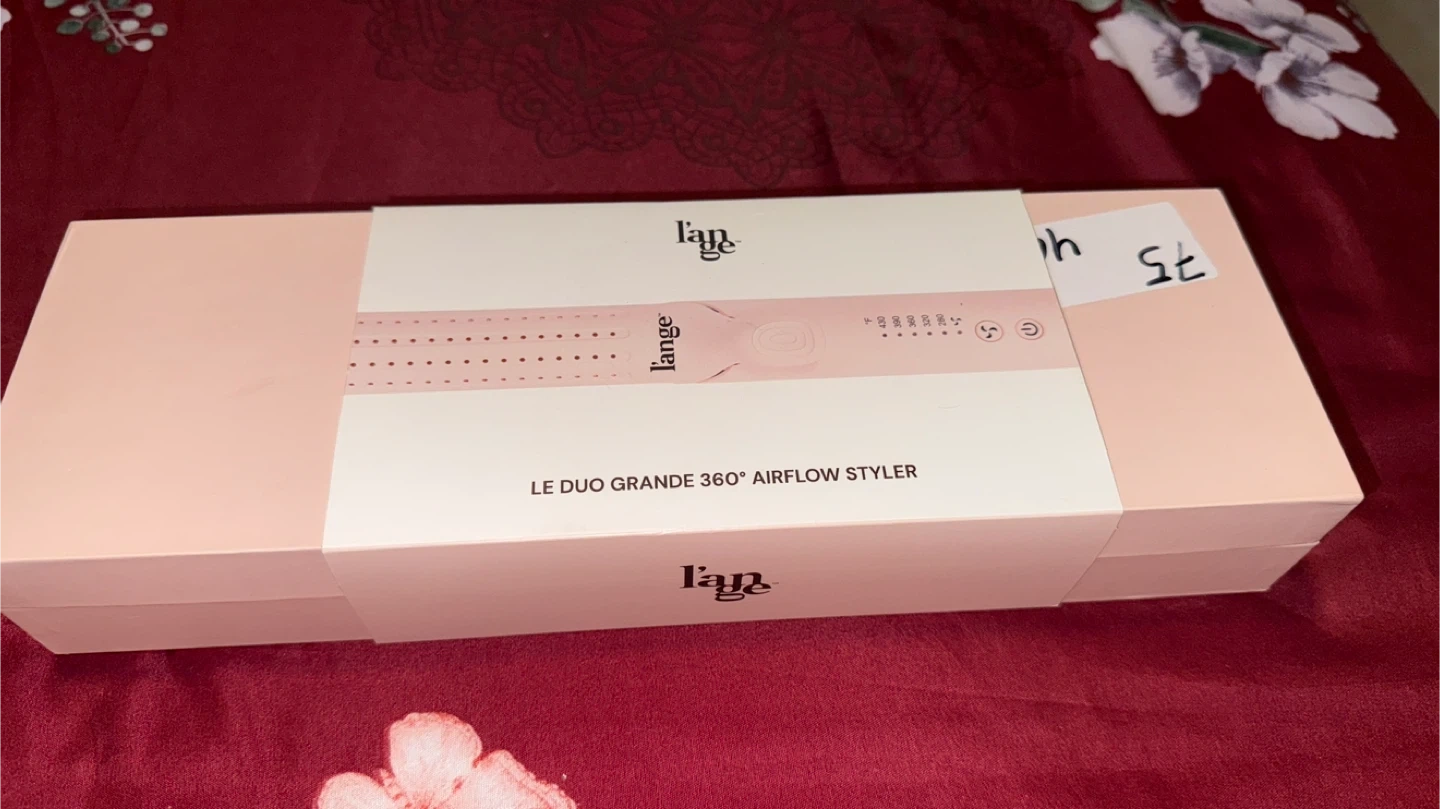 l'ange
75
l'ange
°F
430
390
360
320
280
LE DUO GRANDE 360° AIRFLOW STYLER
l'ange